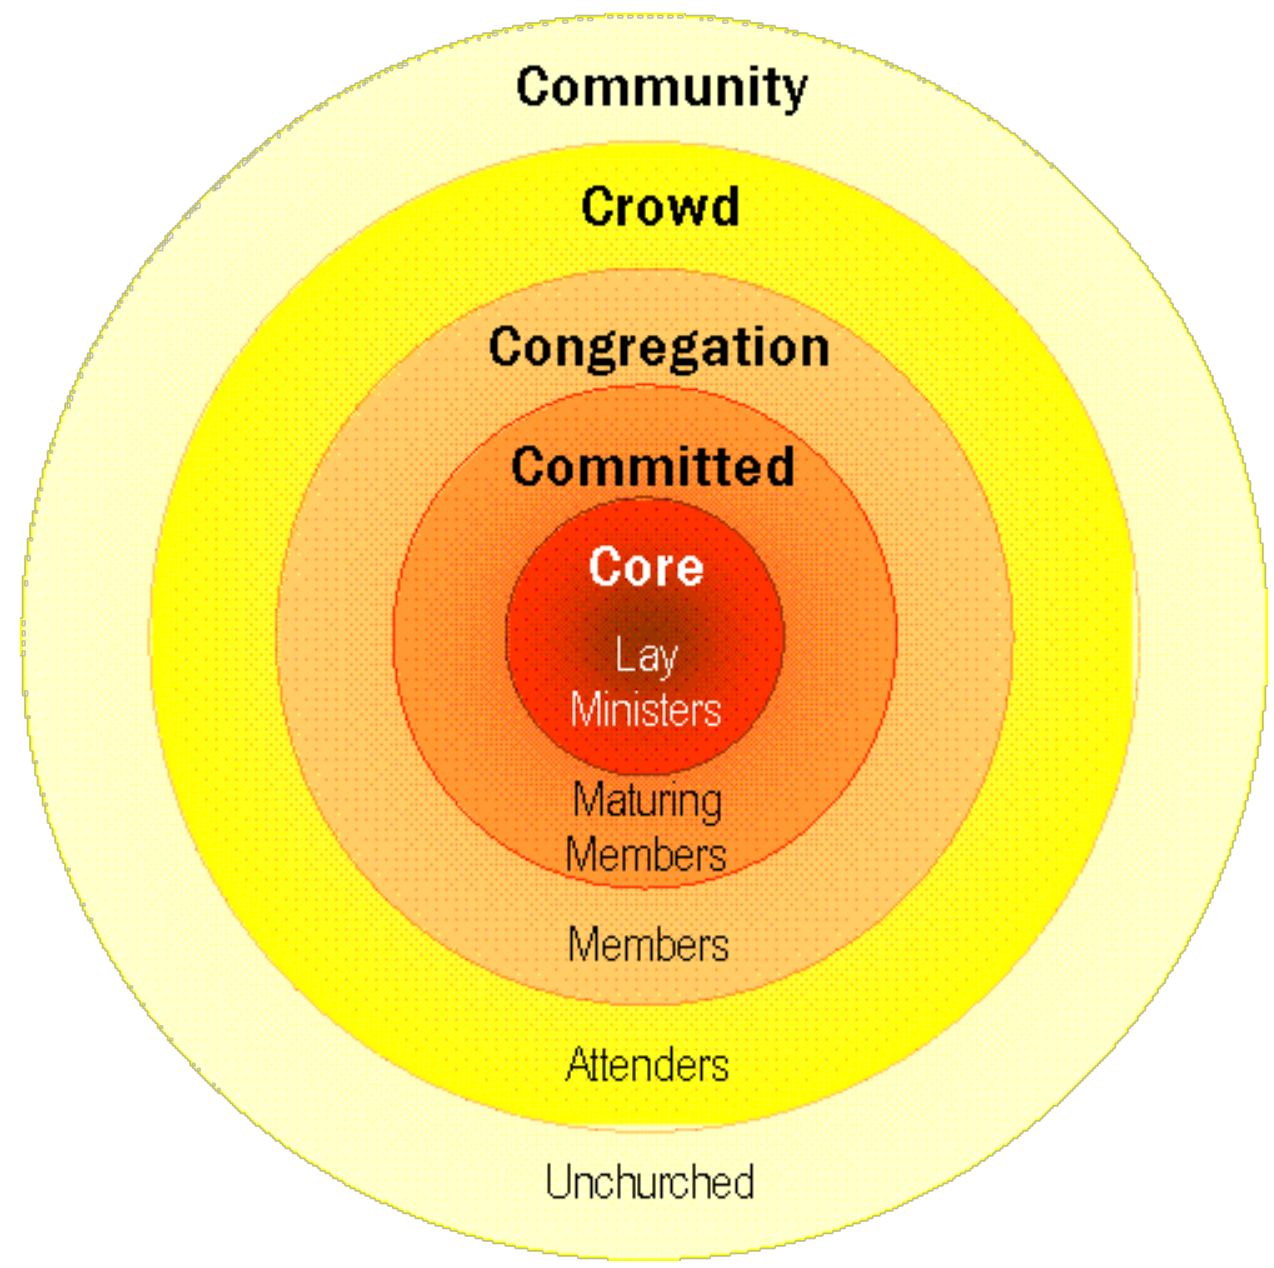 Community
Crowd
Congregation
Committed
Core
Lay
Ministers
Maturing
Members
Members
Attenders
Unchurched